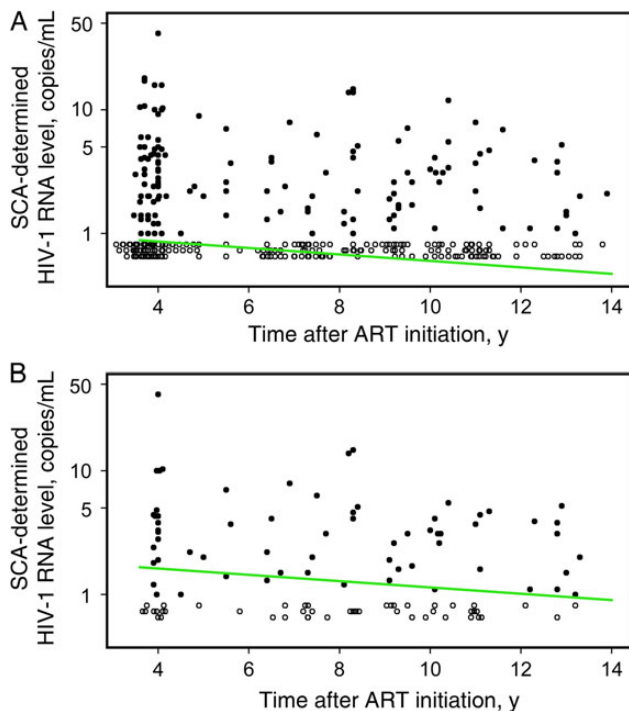 A
50
10
5
1
SCA-determined
HIV-1 RNA level, copies/mL
4 6 8 10 12 14
Time after ART initiation, y
B
50
10
5
1
SCA-determined
HIV-1 RNA level, copies/mL
4 6 8 10 12 14
Time after ART initiation, y